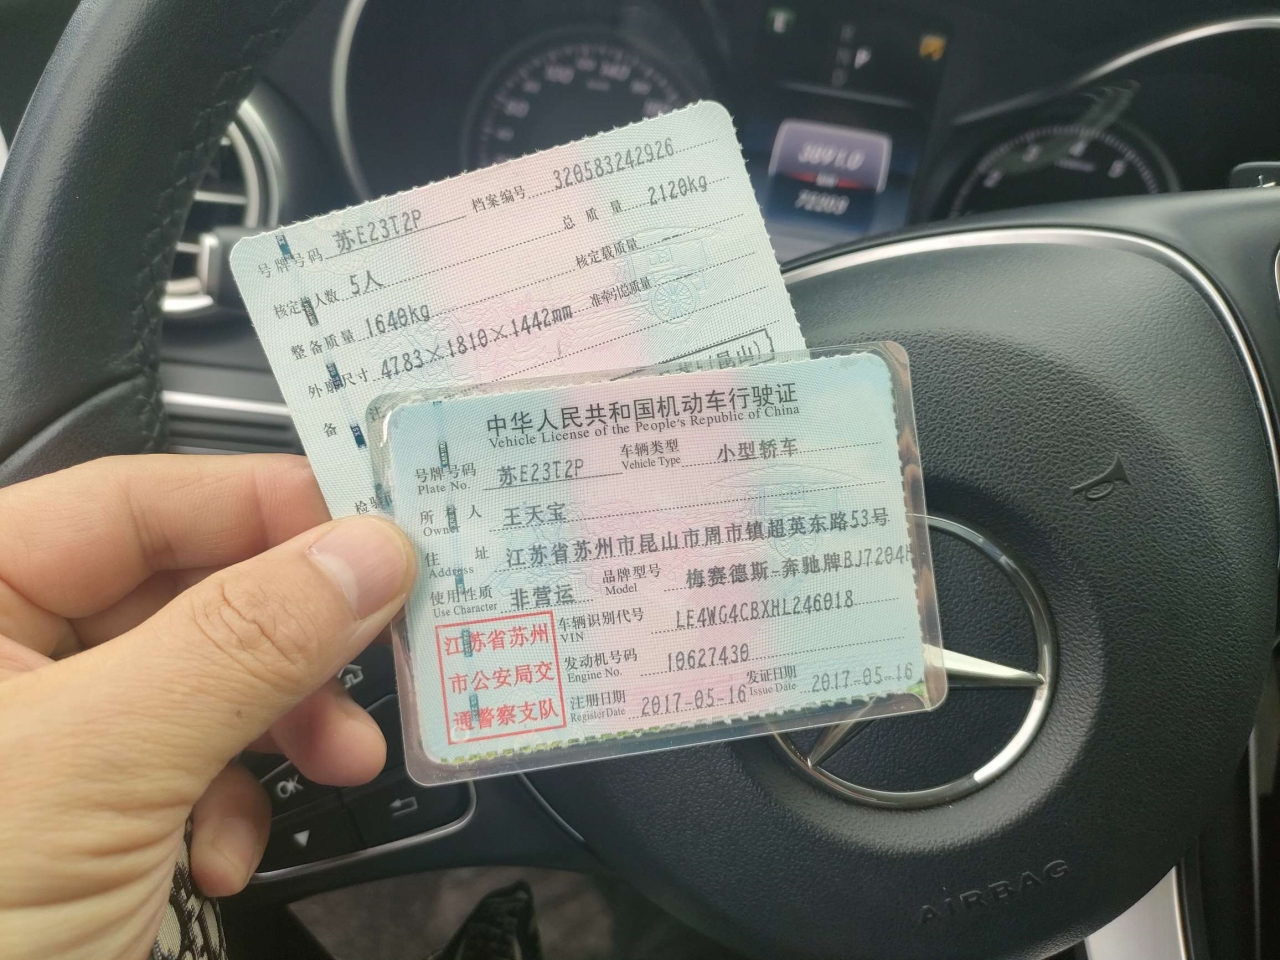 号牌号码 苏E23T2P 档案编号 320583242926
核定载人数 5人 总质量 2120kg
整备质量 1640kg 核定载质量
外廓尺寸 4783×1810×1442mm 准牵引总质量
备 注
(昆山)
检验
中华人民共和国机动车行驶证
Vehicle License of the People's Republic of China
号牌号码 苏E23T2P 车辆类型 小型轿车
Plate No. Vehicle Type
所有人 王天宝
Owner
住址 江苏省苏州市昆山市周市镇超英东路53号
Address
使用性质 非营运 品牌型号 梅赛德斯-奔驰牌BJ7204H
Use Character Model
江苏省苏州
市公安局交
通警察支队
车辆识别代号 LE4WG4CBXHL246018
VIN
发动机号码 10627430
Engine No.
注册日期 2017-05-16 发证日期 2017-05-16
Register Date Issue Date
P
OK
AIRBAG